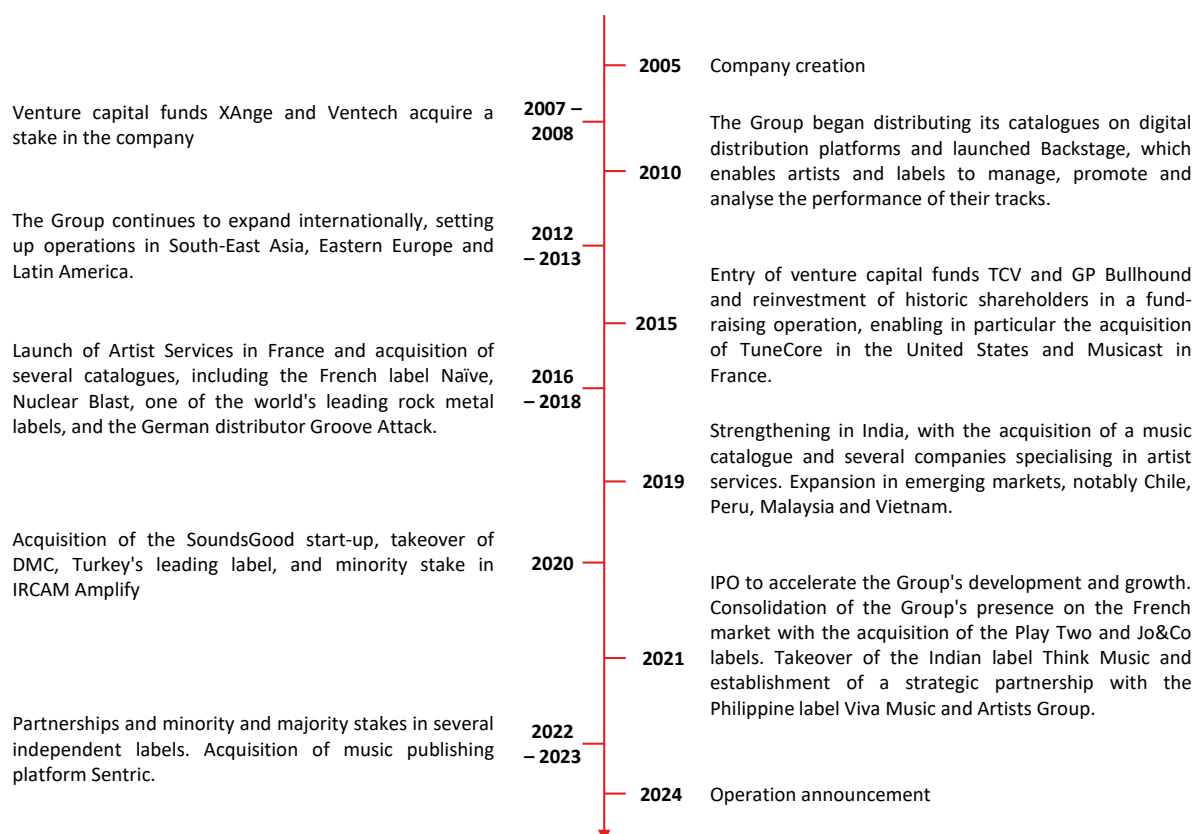 2005 Company creation
Venture capital funds XAnge and Ventech acquire a
stake in the company
2007 –
2008
The Group began distributing its catalogues on digital
distribution platforms and launched Backstage, which
enables artists and labels to manage, promote and
analyse the performance of their tracks.
2010
The Group continues to expand internationally, setting
up operations in South-East Asia, Eastern Europe and
Latin America.
2012
– 2013
Entry of venture capital funds TCV and GP Bullhound
and reinvestment of historic shareholders in a fund-
raising operation, enabling in particular the acquisition
of TuneCore in the United States and Musicast in
France.
2015
Launch of Artist Services in France and acquisition of
several catalogues, including the French label Naïve,
Nuclear Blast, one of the world's leading rock metal
labels, and the German distributor Groove Attack.
2016
– 2018
Strengthening in India, with the acquisition of a music
catalogue and several companies specialising in artist
services. Expansion in emerging markets, notably Chile,
Peru, Malaysia and Vietnam.
2019
Acquisition of the SoundsGood start-up, takeover of
DMC, Turkey's leading label, and minority stake in
IRCAM Amplify
2020
IPO to accelerate the Group's development and growth.
Consolidation of the Group's presence on the French
market with the acquisition of the Play Two and Jo&Co
labels. Takeover of the Indian label Think Music and
establishment of a strategic partnership with the
Philippine label Viva Music and Artists Group.
2021
Partnerships and minority and majority stakes in several
independent labels. Acquisition of music publishing
platform Sentric.
2022
– 2023
2024 Operation announcement